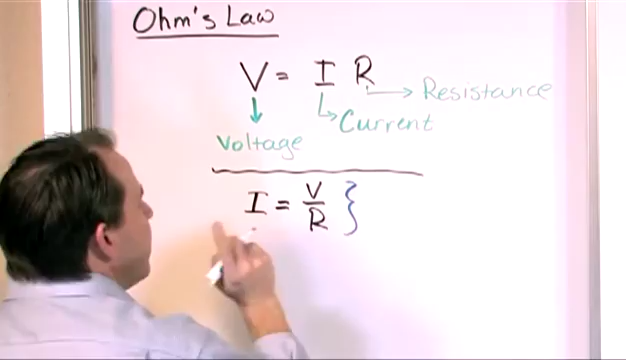 Ohm's Law
V = I R
Resistance
Current
Voltage
I = V/R }